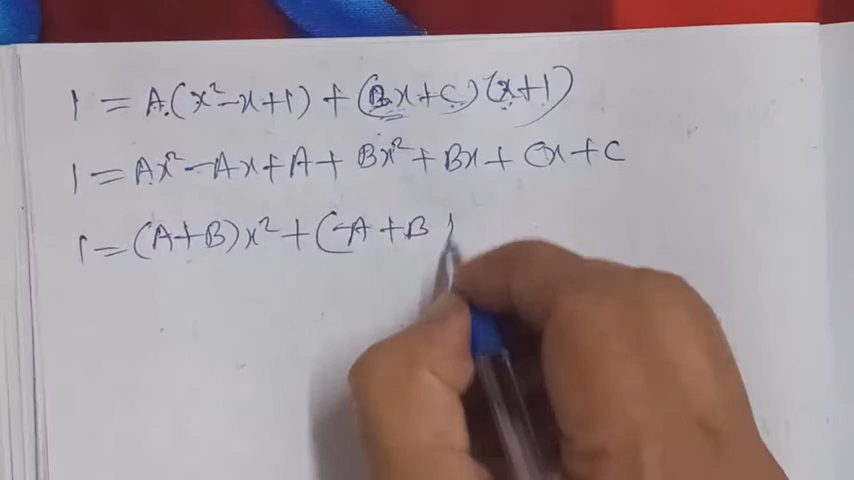 1 = A(x²-x+1) + (Bx+C)(x+1)
1 = Ax²-Ax+A+Bx²+Bx+Cx+C
1 = (A+B)x²+(-A+B